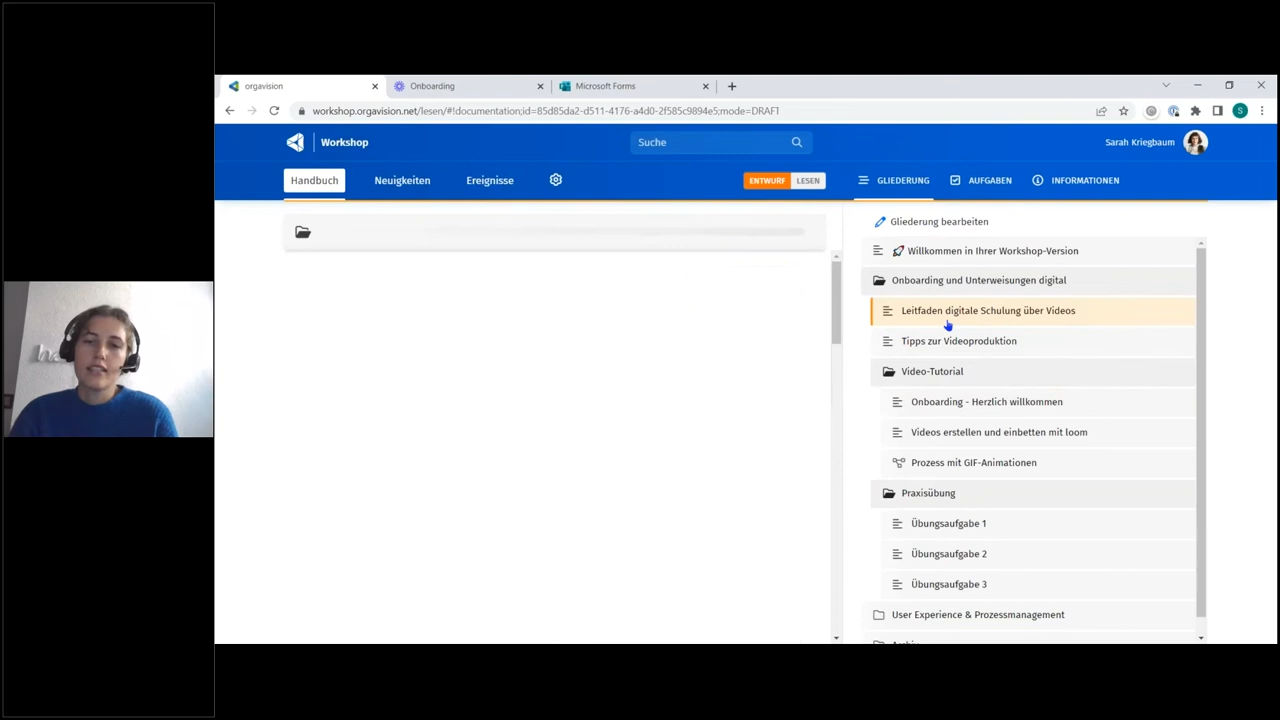 orgavision
Onboarding
Microsoft Forms
workshop.orgavision.net/lesen/#!documentation;id=85d85da2-d511-4176-a4d0-2f585c9894e5;mode=DRAFT
S
Workshop
Suche
Sarah Kriegbaum
Handbuch
Neuigkeiten
Ereignisse
ENTWURF
LESEN
GLIEDERUNG
AUFGABEN
INFORMATIONEN
Gliederung bearbeiten
Willkommen in Ihrer Workshop-Version
Onboarding und Unterweisungen digital
Leitfaden digitale Schulung über Videos
Tipps zur Videoproduktion
Video-Tutorial
Onboarding - Herzlich willkommen
Videos erstellen und einbetten mit loom
Prozess mit GIF-Animationen
Praxisübung
Übungsaufgabe 1
Übungsaufgabe 2
Übungsaufgabe 3
User Experience & Prozessmanagement